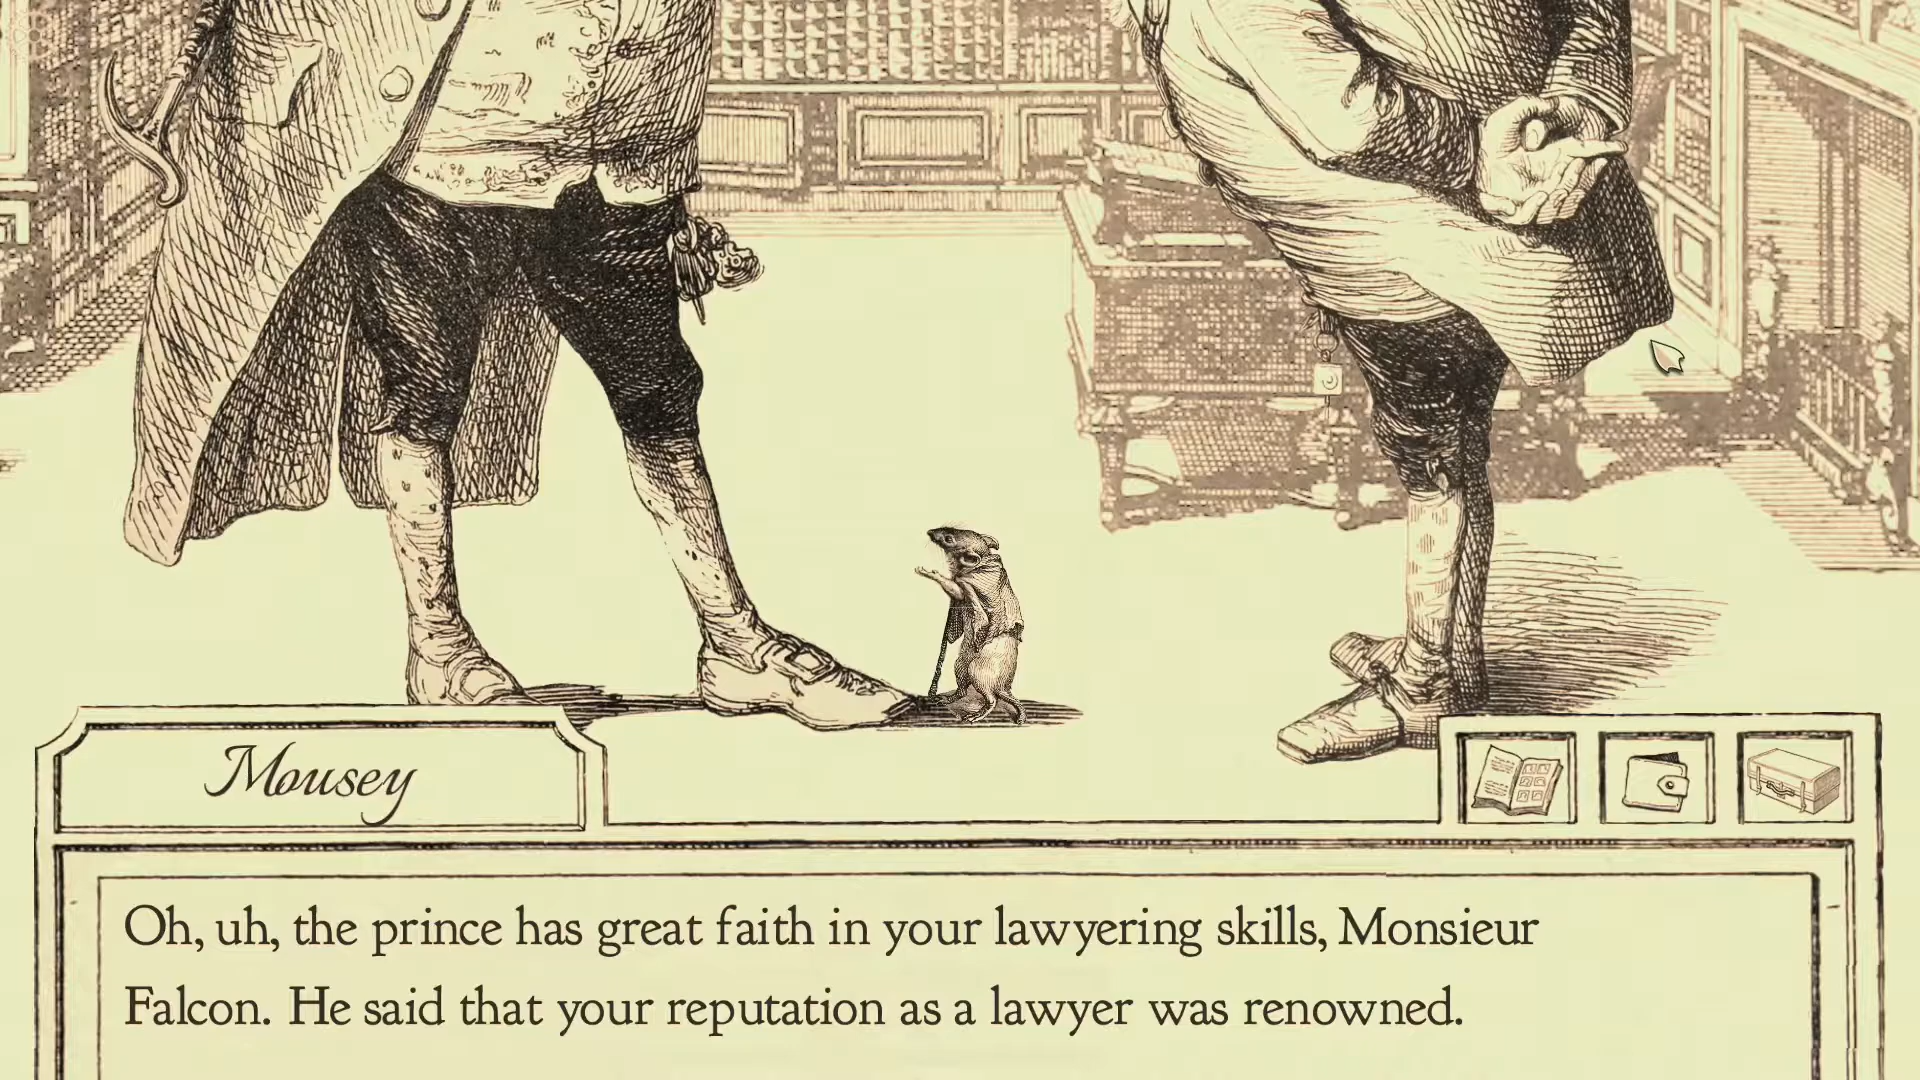 Mousey
Oh, uh, the prince has great faith in your lawyering skills, Monsieur
Falcon. He said that your reputation as a lawyer was renowned.